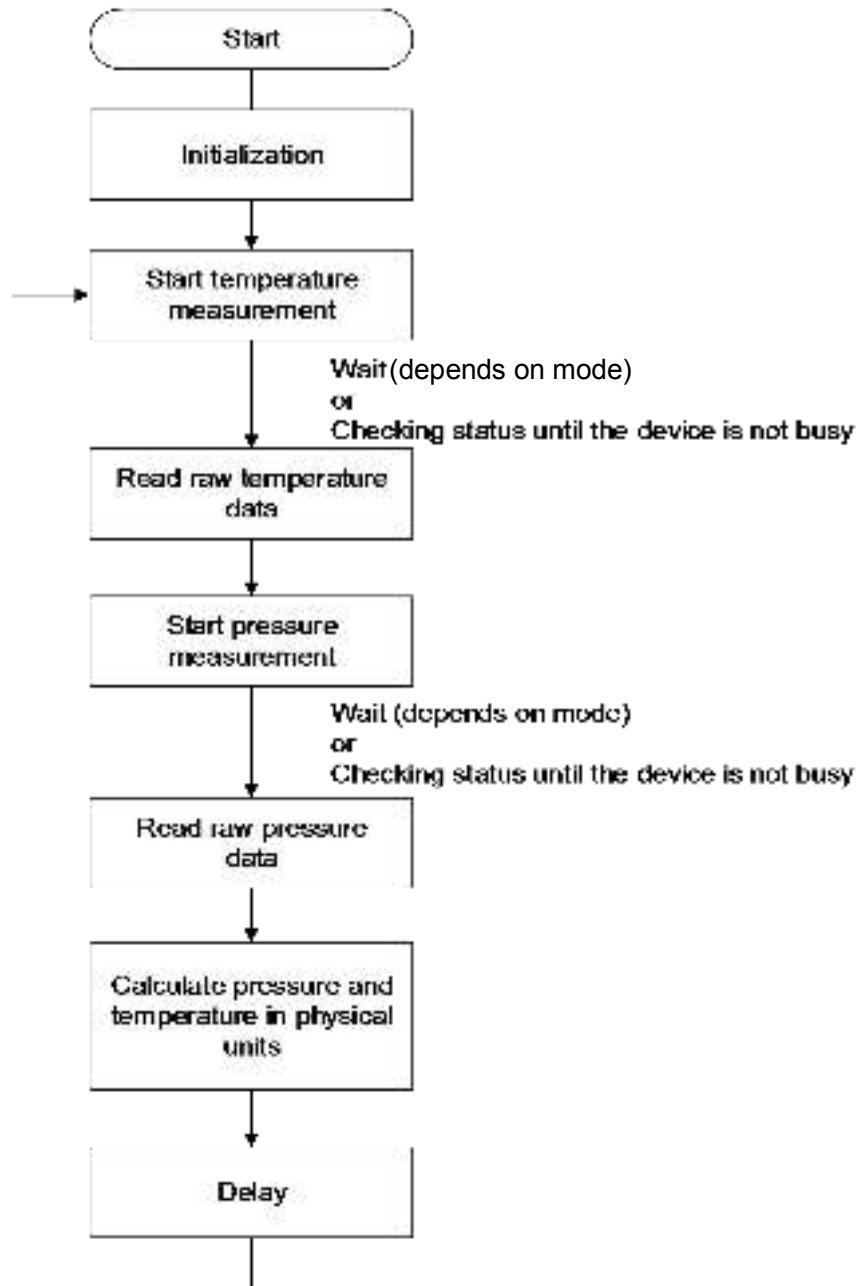 Start
Initialization
Start temperature
measurement
Wait (depends on mode)
or
Checking status until the device is not busy
Read raw temperature
data
Start pressure
measurement
Wait (depends on mode)
or
Checking status until the device is not busy
Read raw pressure
data
Calculate pressure and
temperature in physical
units
Delay